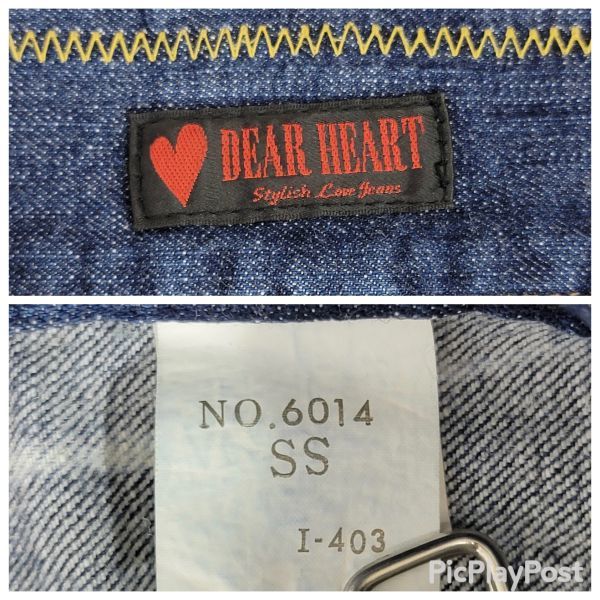 DEAR HEART
Stylish Love Jeans
NO.6014
SS
I-403
PicPlayPost